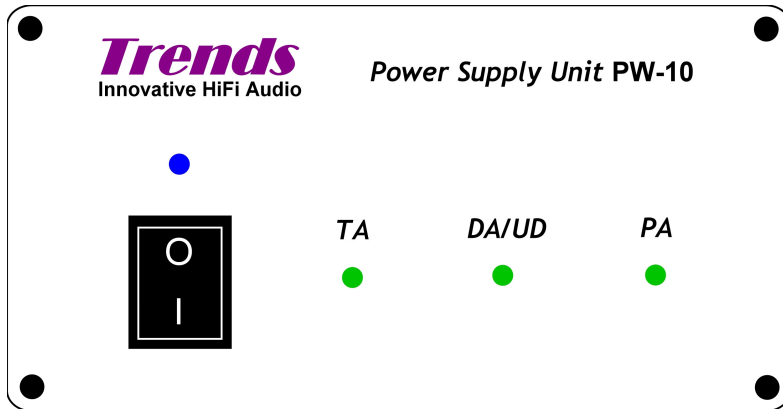 Trends
Innovative HiFi Audio
Power Supply Unit PW-10
TA
DA/UD
PA
O
I